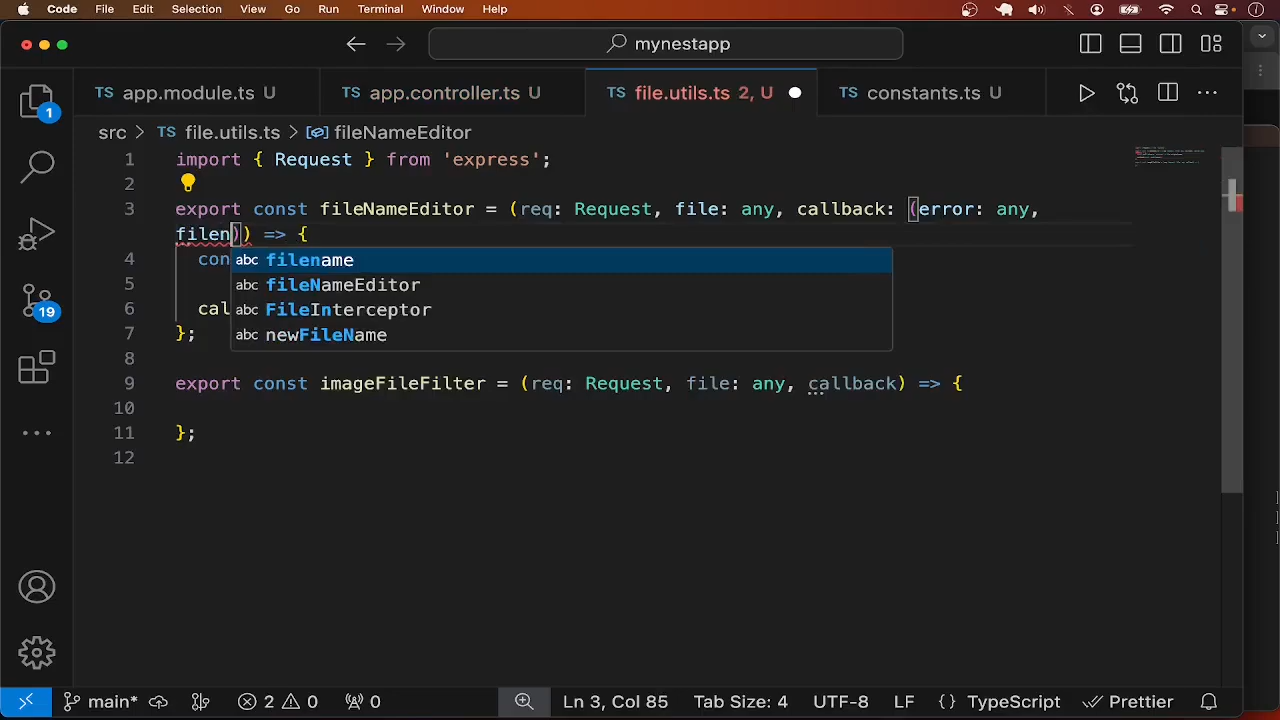 Code File Edit Selection View Go Run Terminal Window Help
mynestapp
TS app.module.ts U TS app.controller.ts U TS file.utils.ts 2, U TS constants.ts U
src > TS file.utils.ts > fileNameEditor
1 import { Request } from 'express';
2
3 export const fileNameEditor = (req: Request, file: any, callback: (error: any,
filen)) => {
4 con
5
6 cal
7 };
8
9 export const imageFileFilter = (req: Request, file: any, callback) => {
10
11 };
12
abc filename
abc fileNameEditor
abc FileInterceptor
abc newFileName
1
19
main* 2 0 0 Ln 3, Col 85 Tab Size: 4 UTF-8 LF {} TypeScript Prettier